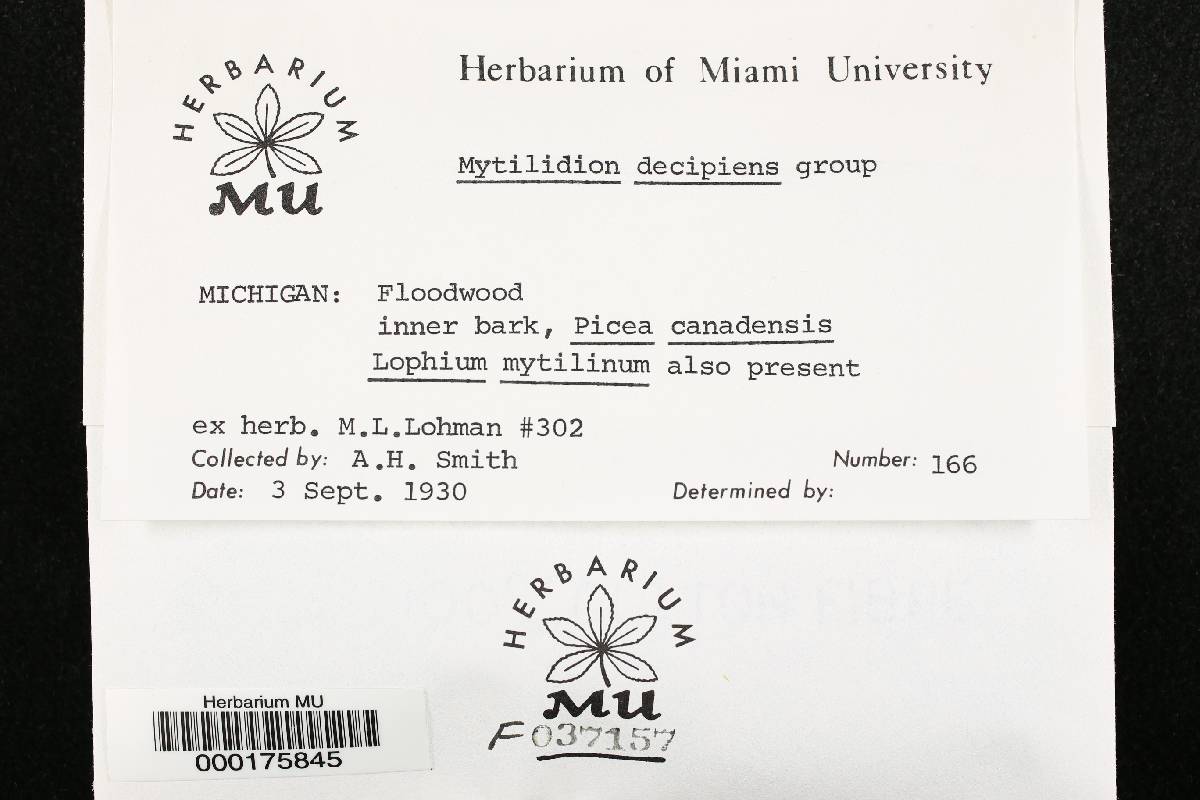 HERBARIUM
MU
Herbarium of Miami University
Mytilidion decipiens group
MICHIGAN: Floodwood
inner bark, Picea canadensis
Lophium mytilinum also present
ex herb. M.L.Lohman #302
Collected by: A.H. Smith
Number: 166
Date: 3 Sept. 1930
Determined by:
HERBARIUM
MU
F037157
Herbarium MU
000175845